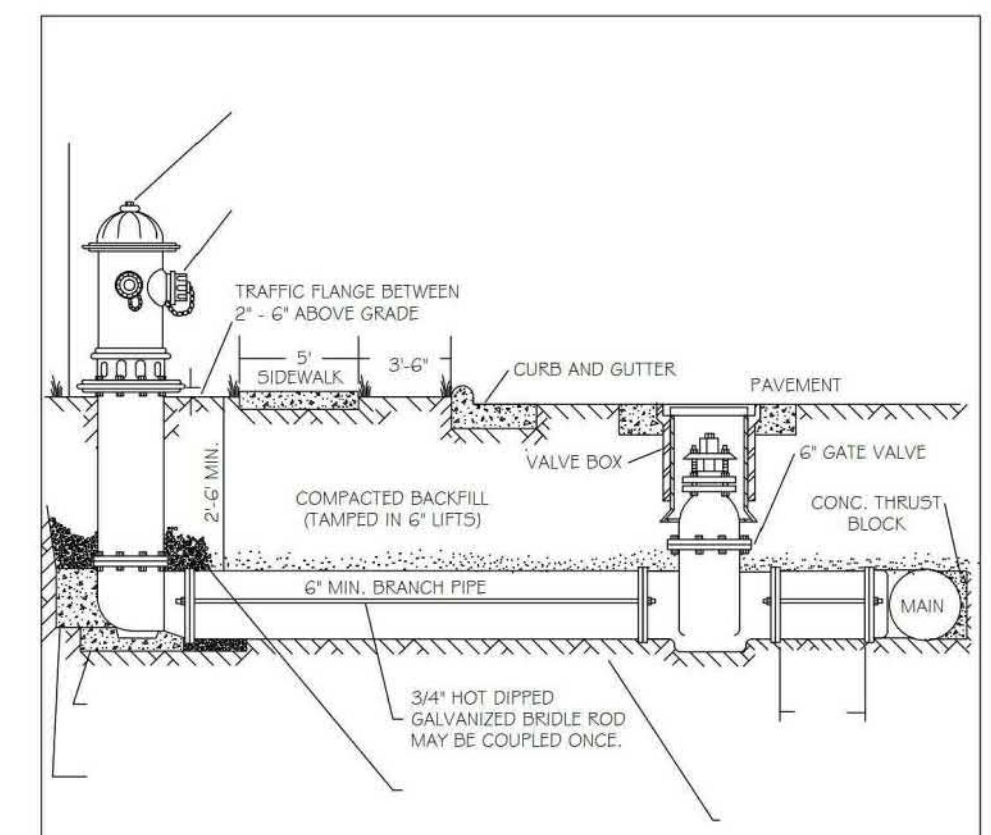 TRAFFIC FLANGE BETWEEN
2" - 6" ABOVE GRADE
5'
SIDEWALK
3'-6"
CURB AND GUTTER
PAVEMENT
VALVE BOX
6" GATE VALVE
2'-6' MIN.
COMPACTED BACKFILL
(TAMPED IN 6" LIFTS)
CONC. THRUST
BLOCK
6" MIN. BRANCH PIPE
MAIN
3/4" HOT DIPPED
GALVANIZED BRIDLE ROD
MAY BE COUPLED ONCE.